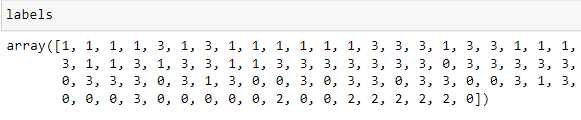 labels
array([1, 1, 1, 1, 3, 1, 3, 1, 1, 1, 1, 1, 1, 3, 3, 3, 1, 3, 3, 1, 1, 1,
3, 1, 1, 3, 1, 3, 3, 1, 1, 3, 3, 3, 3, 3, 3, 3, 0, 3, 3, 3, 3, 3,
0, 3, 3, 3, 0, 3, 1, 3, 0, 0, 3, 0, 3, 3, 0, 3, 3, 0, 0, 3, 1, 3,
0, 0, 0, 3, 0, 0, 0, 0, 0, 2, 0, 0, 2, 2, 2, 2, 2, 0])